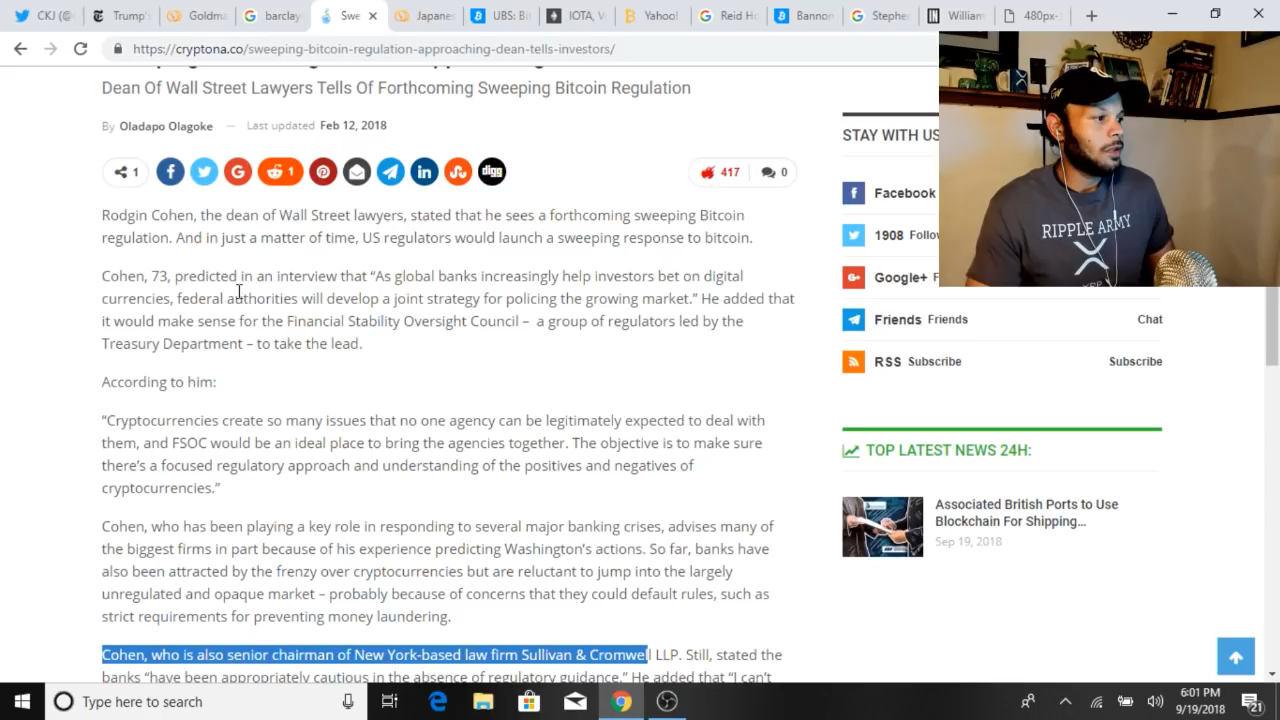 CKJ (
Trump's
Goldma
barclay
Swe
Japanes
UBS: Bit
IOTA, V
Yahoo!
Reid Ho
Bannon
Stephe
William
480px-
https://cryptona.co/sweeping-bitcoin-regulation-approaching-dean-tells-investors/
Dean Of Wall Street Lawyers Tells Of Forthcoming Sweeping Bitcoin Regulation
By Oladapo Olagoke — Last updated Feb 12, 2018
1
1
digg
417
0
Rodgin Cohen, the dean of Wall Street lawyers, stated that he sees a forthcoming sweeping Bitcoin
regulation. And in just a matter of time, US regulators would launch a sweeping response to bitcoin.
Cohen, 73, predicted in an interview that “As global banks increasingly help investors bet on digital
currencies, federal authorities will develop a joint strategy for policing the growing market.” He added that
it would make sense for the Financial Stability Oversight Council – a group of regulators led by the
Treasury Department – to take the lead.
According to him:
“Cryptocurrencies create so many issues that no one agency can be legitimately expected to deal with
them, and FSOC would be an ideal place to bring the agencies together. The objective is to make sure
there’s a focused regulatory approach and understanding of the positives and negatives of
cryptocurrencies.”
Cohen, who has been playing a key role in responding to several major banking crises, advises many of
the biggest firms in part because of his experience predicting Washington’s actions. So far, banks have
also been attracted by the frenzy over cryptocurrencies but are reluctant to jump into the largely
unregulated and opaque market – probably because of concerns that they could default rules, such as
strict requirements for preventing money laundering.
Cohen, who is also senior chairman of New York-based law firm Sullivan & Cromwell LLP. Still, stated the
banks “have been appropriately cautious in the absence of regulatory guidance.” He added that “I can’t
STAY WITH US
Facebook
1908 Follo
Google+ F
Friends Friends Chat
RSS Subscribe Subscribe
TOP LATEST NEWS 24H:
Associated British Ports to Use
Blockchain For Shipping…
Sep 19, 2018
RIPPLE ARMY
Type here to search
6:01 PM
9/19/2018
21